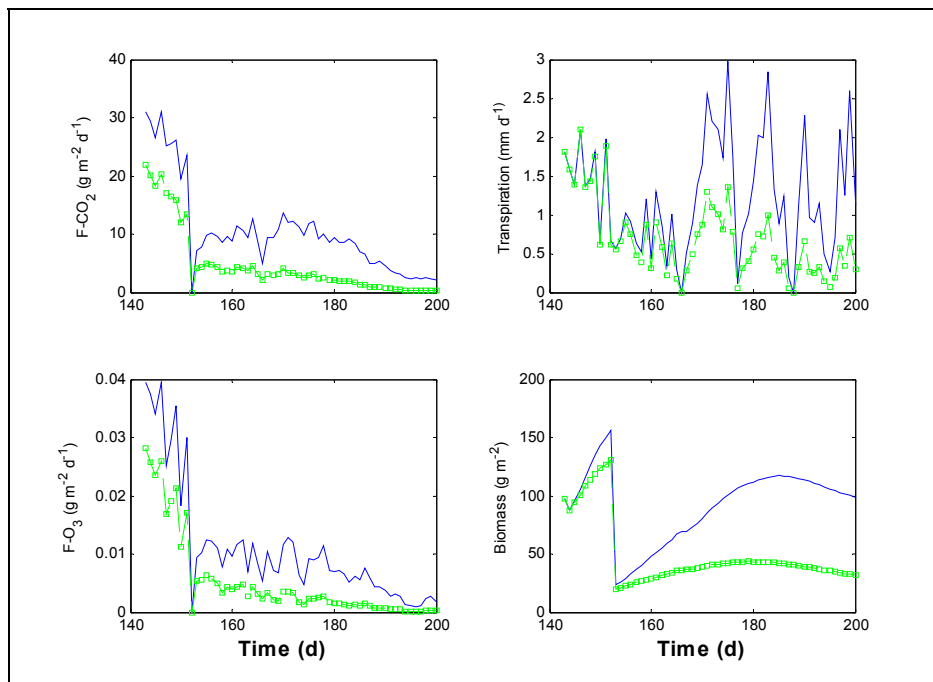 40
30
20
10
0
140 160 180 200
F-CO₂ (g m⁻² d⁻¹)
3
2.5
2
1.5
1
0.5
0
140 160 180 200
Transpiration (mm d⁻¹)
0.04
0.03
0.02
0.01
0
140 160 180 200
F-O₃ (g m⁻² d⁻¹)
Time (d)
200
150
100
50
0
140 160 180 200
Biomass (g m⁻²)
Time (d)